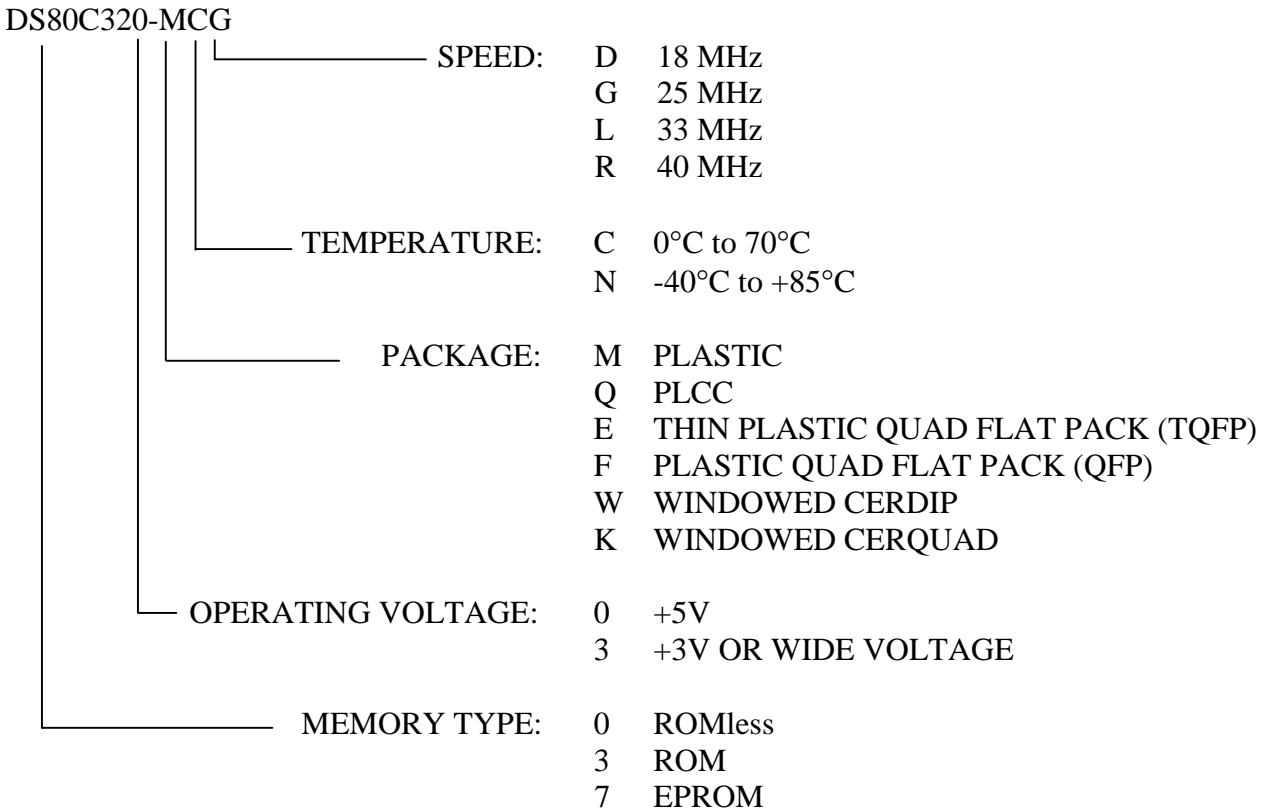 DS80C320-MCG
SPEED: D 18 MHz
G 25 MHz
L 33 MHz
R 40 MHz
TEMPERATURE: C 0°C to 70°C
N -40°C to +85°C
PACKAGE: M PLASTIC
Q PLCC
E THIN PLASTIC QUAD FLAT PACK (TQFP)
F PLASTIC QUAD FLAT PACK (QFP)
W WINDOWED CERDIP
K WINDOWED CERQUAD
OPERATING VOLTAGE: 0 +5V
3 +3V OR WIDE VOLTAGE
MEMORY TYPE: 0 ROMless
3 ROM
7 EPROM